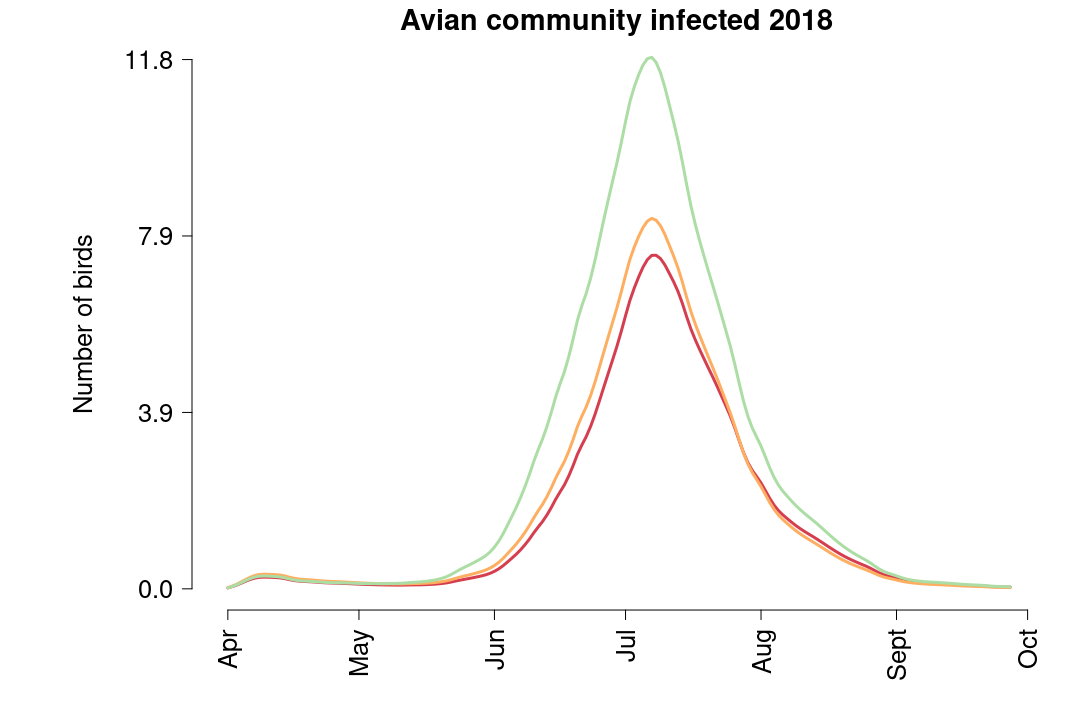 Avian community infected 2018
Number of birds
11.8
7.9
3.9
0.0
Apr
May
Jun
Jul
Aug
Sept
Oct